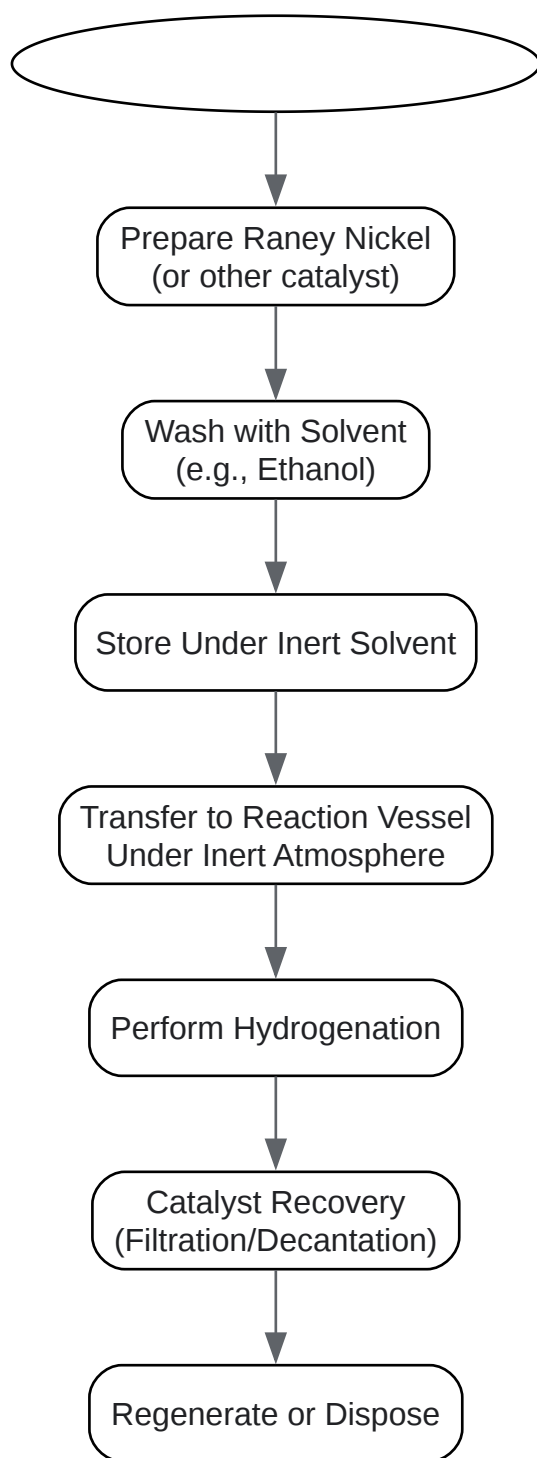 Prepare Raney Nickel
(or other catalyst)
Wash with Solvent
(e.g., Ethanol)
Store Under Inert Solvent
Transfer to Reaction Vessel
Under Inert Atmosphere
Perform Hydrogenation
Catalyst Recovery
(Filtration/Decantation)
Regenerate or Dispose